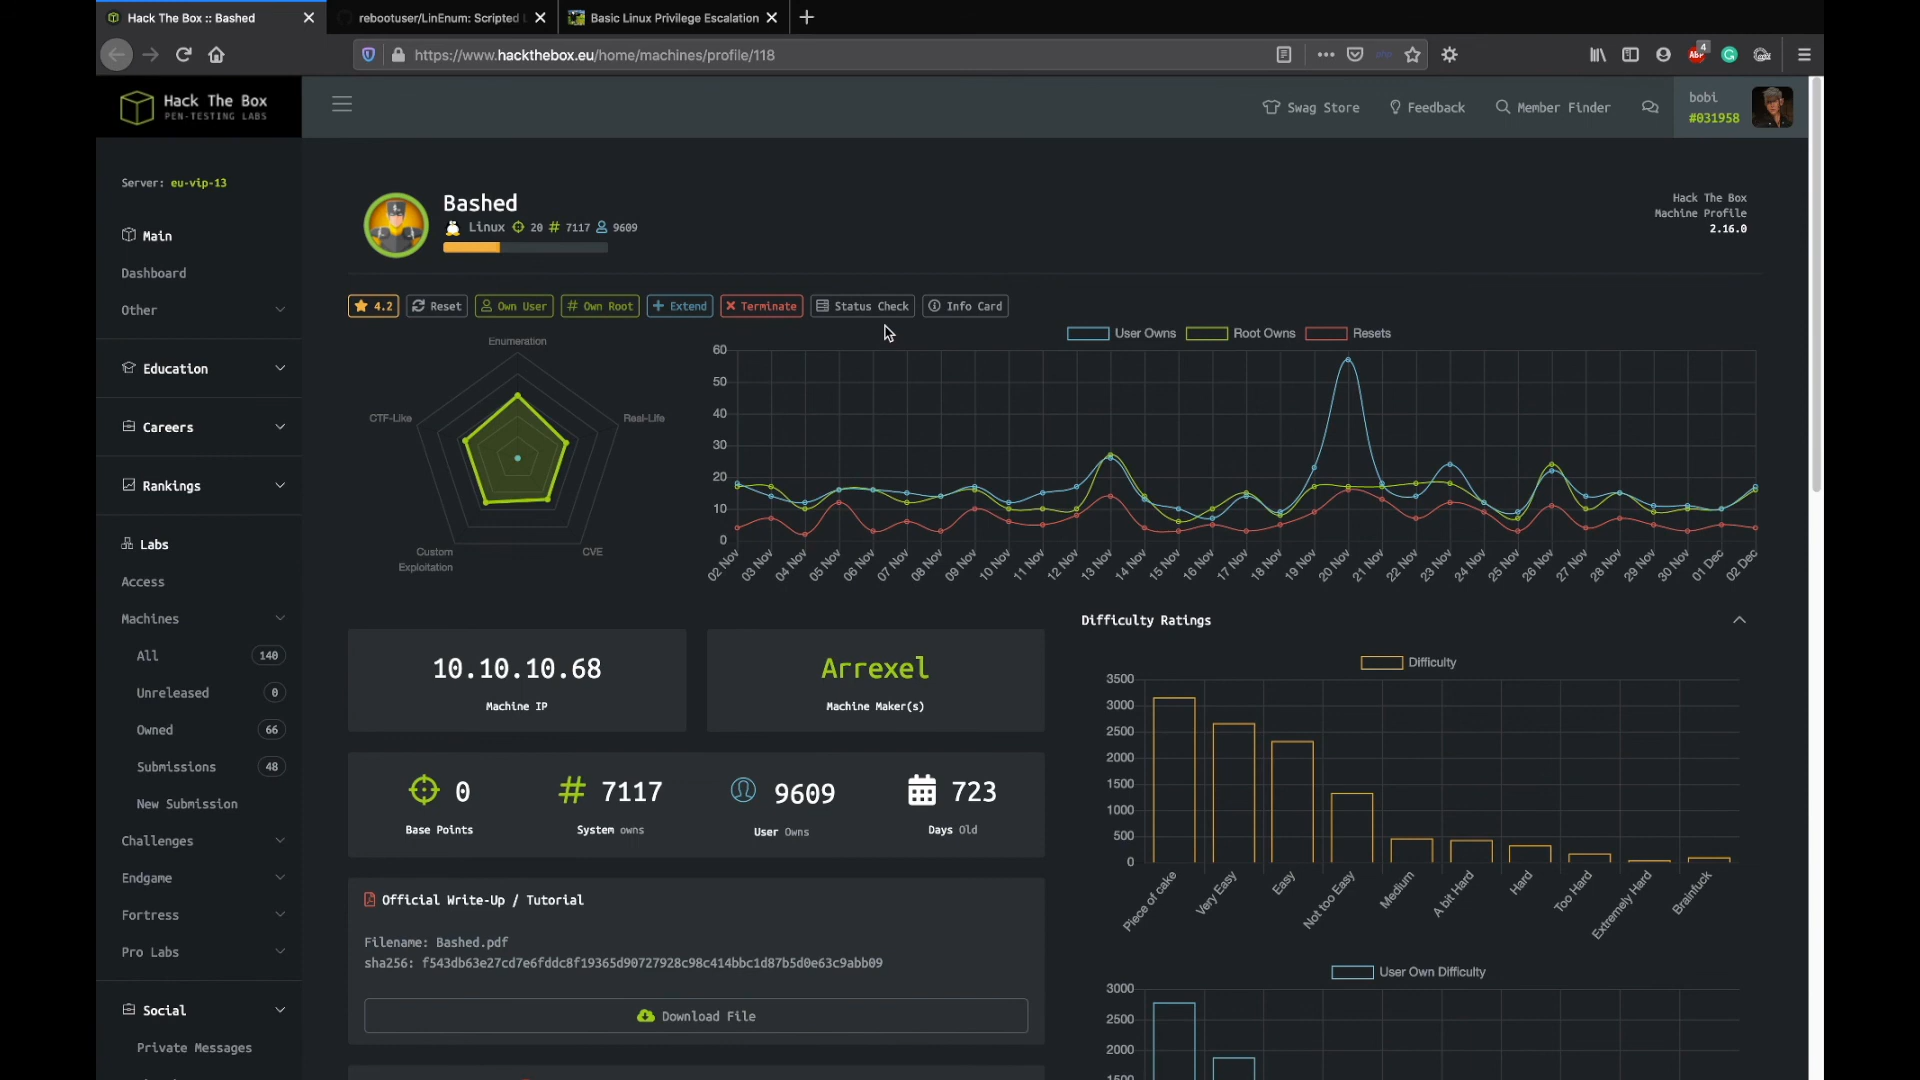 Hack The Box :: Bashed
rebootuser/LinEnum: Scripted
Basic Linux Privilege Escalation
https://www.hackthebox.eu/home/machines/profile/118
ABP
4
Hack The Box
PEN-TESTING LABS
Swag Store
Feedback
Member Finder
bobi
#031958
Server: eu-vip-13
Main
Dashboard
Other
Education
Careers
Rankings
Labs
Access
Machines
All 140
Unreleased 0
Owned 66
Submissions 48
New Submission
Challenges
Endgame
Fortress
Pro Labs
Social
Private Messages
Bashed
Linux 20 # 7117 9609
Hack The Box
Machine Profile
2.16.0
4.2
Reset
Own User
# Own Root
Extend
Terminate
Status Check
Info Card
Enumeration
Real-Life
CVE
Custom
Exploitation
CTF-Like
User Owns
Root Owns
Resets
60
50
40
30
20
10
0
02 Nov
03 Nov
04 Nov
05 Nov
06 Nov
07 Nov
08 Nov
09 Nov
10 Nov
11 Nov
12 Nov
13 Nov
14 Nov
15 Nov
16 Nov
17 Nov
18 Nov
19 Nov
20 Nov
21 Nov
22 Nov
23 Nov
24 Nov
25 Nov
26 Nov
27 Nov
28 Nov
29 Nov
30 Nov
01 Dec
02 Dec
10.10.10.68
Machine IP
Arrexel
Machine Maker(s)
0
Base Points
# 7117
System owns
9609
User Owns
723
Days Old
Official Write-Up / Tutorial
Filename: Bashed.pdf
sha256: f543db63e27cd7e6fddc8f19365d90727928c98c414bbc1d87b5d0e63c9abb09
Download File
Difficulty Ratings
Difficulty
3500
3000
2500
2000
1500
1000
500
0
Piece of cake
Very Easy
Easy
Not too Easy
Medium
A bit Hard
Hard
Too Hard
Extremely Hard
Brainfuck
User Own Difficulty
3000
2500
2000
1500